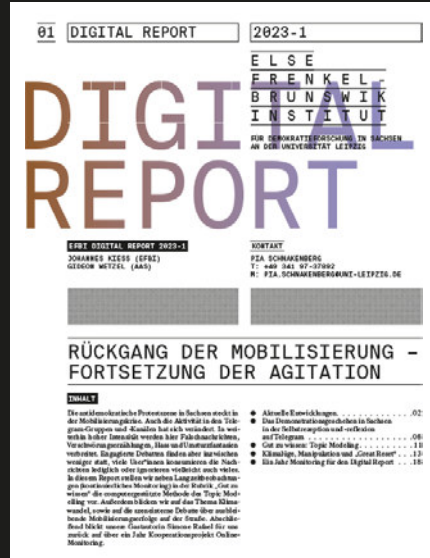 01 DIGITAL REPORT 2023-1
ELSE
FRENKEL-
BRUNSWIK
INSTITUT
FÜR DEMOKRATIEFORSCHUNG IN SACHSEN
AN DER UNIVERSITÄT LEIPZIG
DIGITAL
REPORT
EFBI DIGITAL REPORT 2023-1
JOHANNES KIESS (EFBI)
GIDEON WETZEL (AAS)
KONTAKT
PIA SCHNAKENBERG
T: +49 341 97-37892
M: PIA.SCHNAKENBERG@UNI-LEIPZIG.DE
RÜCKGANG DER MOBILISIERUNG –
FORTSETZUNG DER AGITATION
INHALT
Die antidemokratische Protestszene in Sachsen steckt in
der Mobilisierungskrise. Auch die Aktivität in den Tele-
gram-Gruppen und -Kanälen hat sich verändert. In wei-
terhin hoher Intensität werden hier Falschnachrichten,
Verschwörungserzählungen, Hass und Umsturzfantasien
verbreitet. Engagierte Debatten finden aber inzwischen
weniger statt, viele User*innen konsumieren die Nach-
richten lediglich oder ignorieren vielleicht auch vieles.
In diesem Report stellen wir neben Langzeitbeobachtun-
gen (kontinuierliches Monitoring) in der Rubrik „Gut zu
wissen“ die computergestützte Methode des Topic Mod-
elling vor. Außerdem blicken wir auf das Thema Klima-
wandel, sowie auf die szeneinterne Debatte über ausblei-
bende Mobilisierungserfolge auf der Straße. Abschlie-
ßend blickt unsere Gastautorin Simone Rafael für uns
zurück auf über ein Jahr Kooperationsprojekt Online-
Monitoring.
● Aktuelle Entwicklungen. . . . . . . . . . . . . . .02
● Das Demonstrationsgeschehen in Sachsen
in der Selbstrezeption und -reflexion
auf Telegram . . . . . . . . . . . . . . . . . . .08
● Gut zu wissen: Topic Modeling . . . . . . . . . . . .11
● Klimalüge, Manipulation und „Great Reset“ . . . .13
● Ein Jahr Monitoring für den Digital Report . . . .18